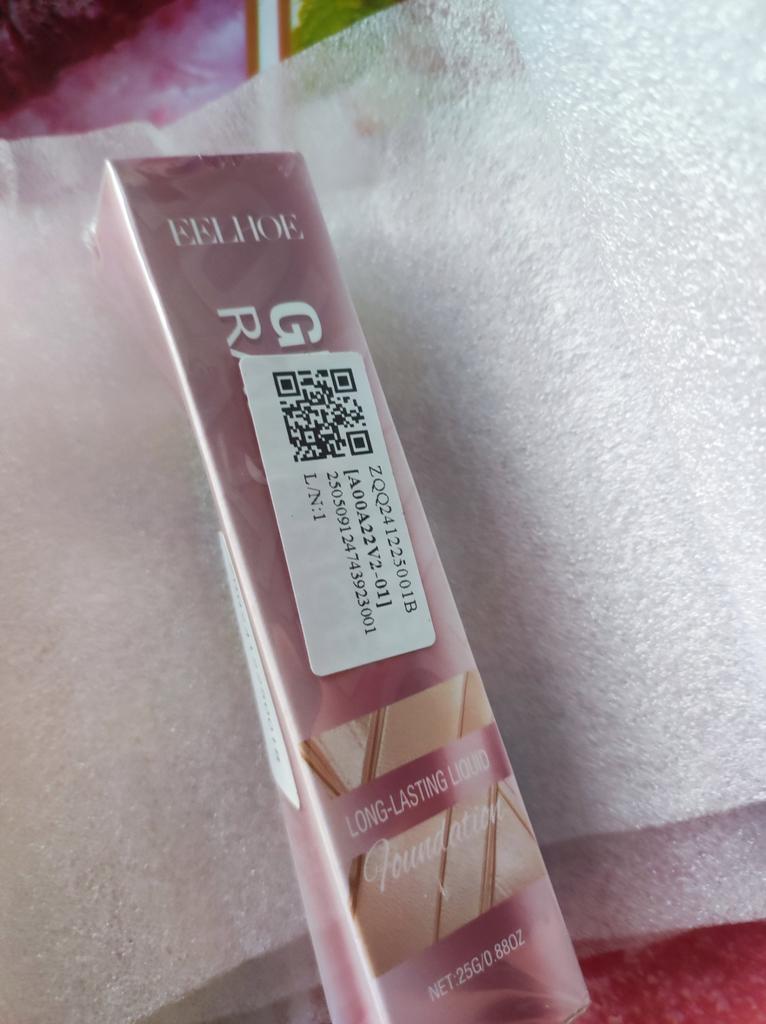 EELHOE
G
R
ZQQ241225001B
[A00A22V2-01]
250509124743923001
L/N:1
LONG-LASTING LIQUID
Foundation
NET:25G/0.88OZ